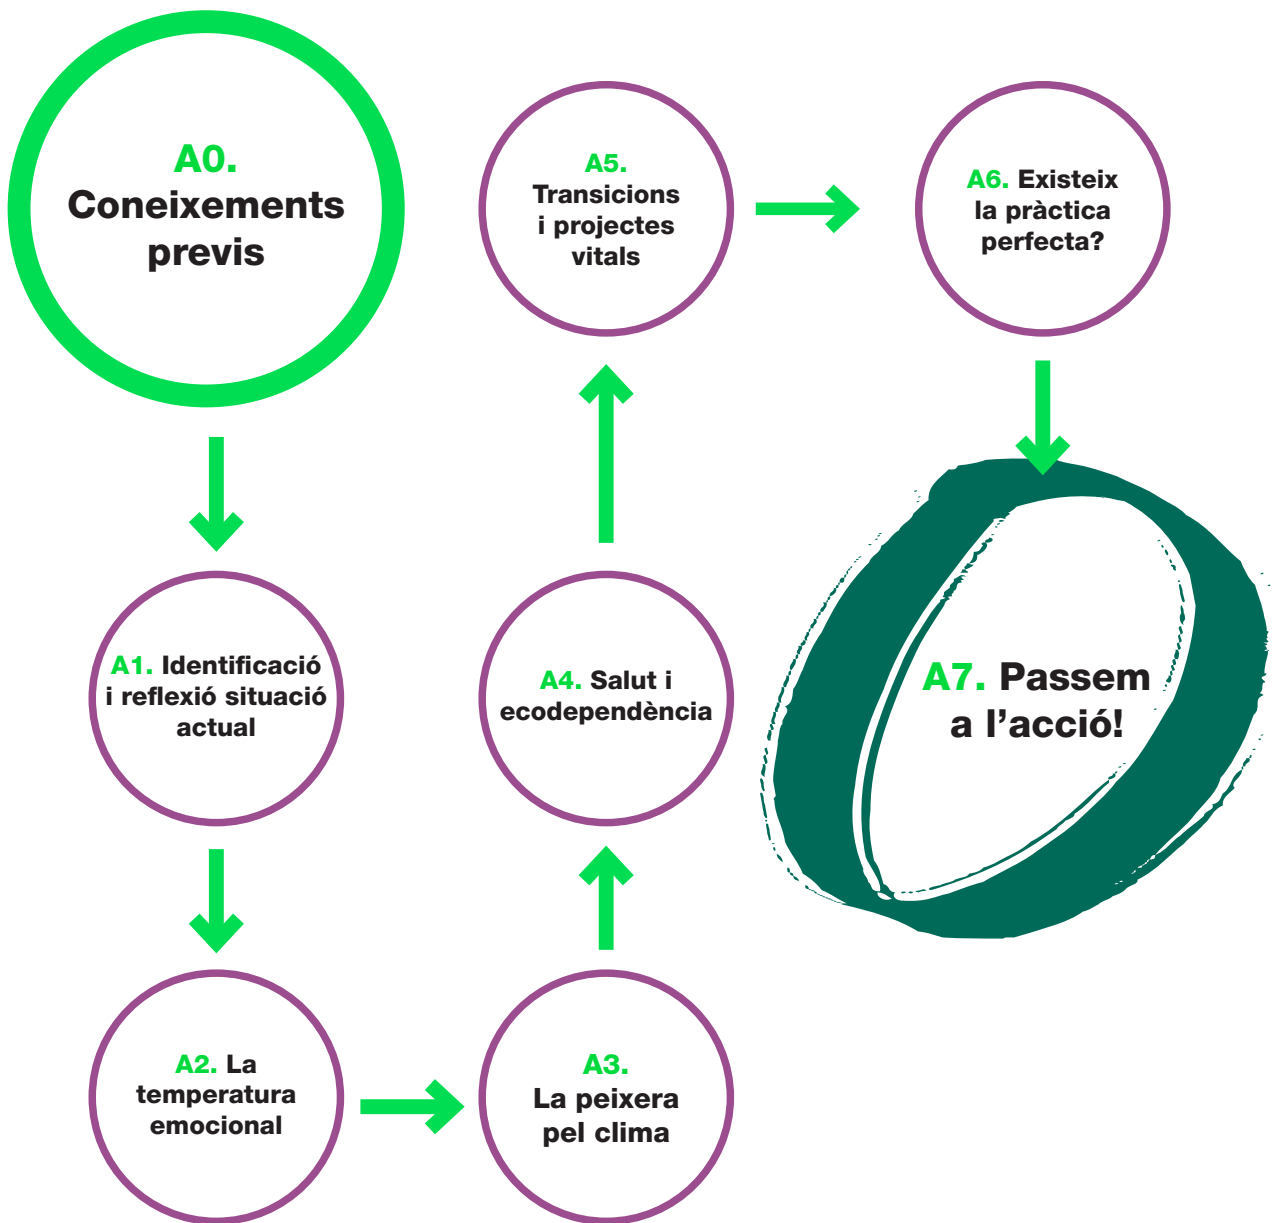 A0.
Coneixements
previs
A1. Identificació
i reflexió situació
actual
A2. La
temperatura
emocional
A3.
La peixera
pel clima
A4. Salut i
ecodependència
A5.
Transicions
i projectes
vitals
A6. Existeix
la pràctica
perfecta?
A7. Passem
a l’acció!